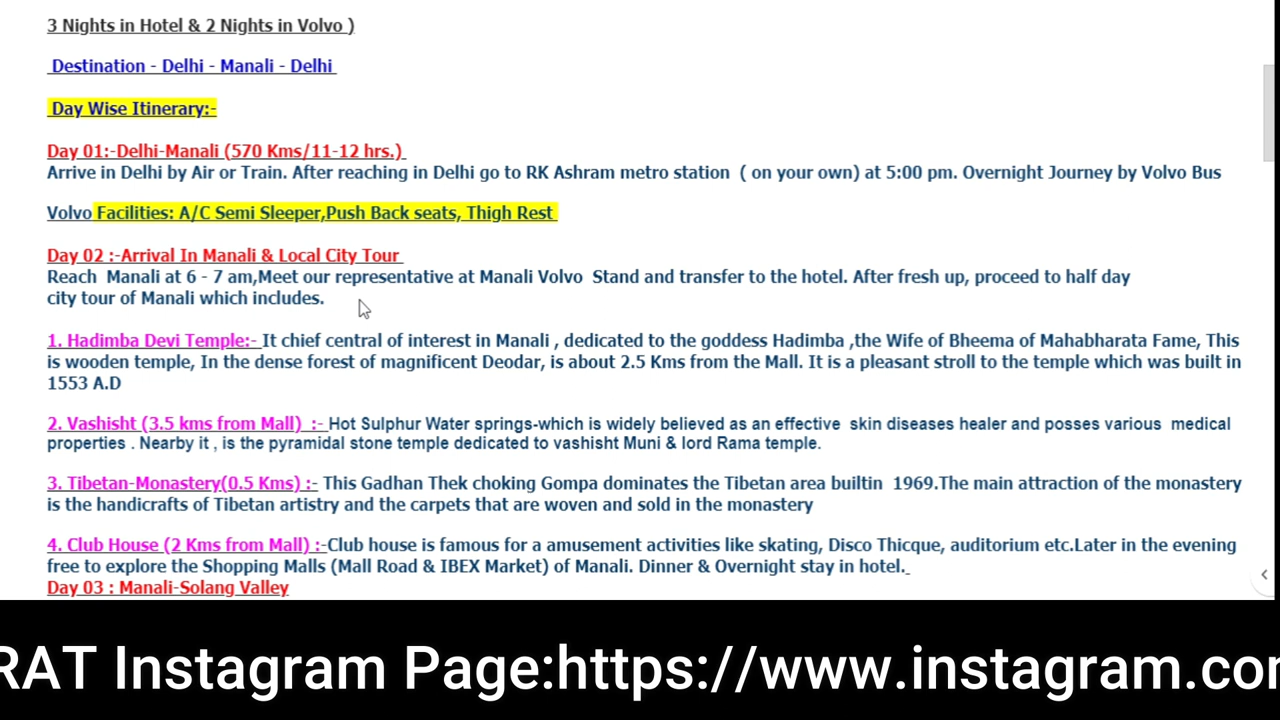 3 Nights in Hotel & 2 Nights in Volvo )
Destination - Delhi - Manali - Delhi
Day Wise Itinerary:-
Day 01:-Delhi-Manali (570 Kms/11-12 hrs.)
Arrive in Delhi by Air or Train. After reaching in Delhi go to RK Ashram metro station ( on your own) at 5:00 pm. Overnight Journey by Volvo Bus
Volvo Facilities: A/C Semi Sleeper,Push Back seats, Thigh Rest
Day 02 :-Arrival In Manali & Local City Tour
Reach Manali at 6 - 7 am,Meet our representative at Manali Volvo Stand and transfer to the hotel. After fresh up, proceed to half day
city tour of Manali which includes.
1. Hadimba Devi Temple:- It chief central of interest in Manali , dedicated to the goddess Hadimba ,the Wife of Bheema of Mahabharata Fame, This
is wooden temple, In the dense forest of magnificent Deodar, is about 2.5 Kms from the Mall. It is a pleasant stroll to the temple which was built in
1553 A.D
2. Vashisht (3.5 kms from Mall) :- Hot Sulphur Water springs-which is widely believed as an effective skin diseases healer and posses various medical
properties . Nearby it , is the pyramidal stone temple dedicated to vashisht Muni & lord Rama temple.
3. Tibetan-Monastery(0.5 Kms) :- This Gadhan Thek choking Gompa dominates the Tibetan area builtin 1969.The main attraction of the monastery
is the handicrafts of Tibetan artistry and the carpets that are woven and sold in the monastery
4. Club House (2 Kms from Mall) :-Club house is famous for a amusement activities like skating, Disco Thicque, auditorium etc.Later in the evening
free to explore the Shopping Malls (Mall Road & IBEX Market) of Manali. Dinner & Overnight stay in hotel.
Day 03 : Manali-Solang Valley
RAT Instagram Page:https://www.instagram.com